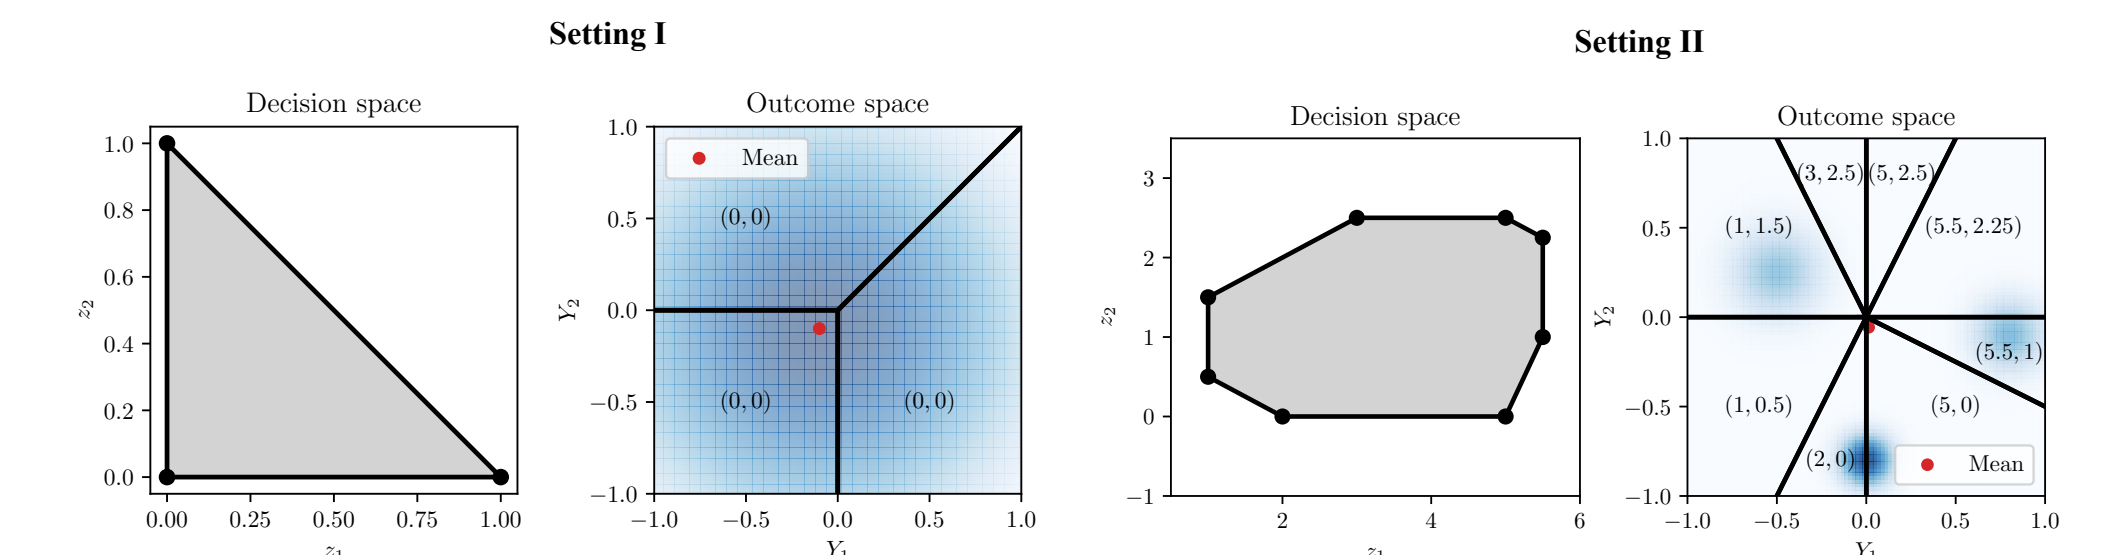 Setting I
Decision space
1.0
0.8
0.6
0.4
0.2
0.0
z2
0.00 0.25 0.50 0.75 1.00
z1
Outcome space
1.0
0.5
0.0
−0.5
−1.0
Y2
Mean
(0, 0)
(0, 0) (0, 0)
−1.0 −0.5 0.0 0.5 1.0
Y1
Setting II
Decision space
3
2
1
0
−1
z2
2 4 6
z1
Outcome space
1.0
0.5
0.0
−0.5
−1.0
Y2
(3, 2.5) (5, 2.5)
(1, 1.5) (5.5, 2.25)
(5.5, 1)
(1, 0.5) (5, 0)
(2, 0) Mean
−1.0 −0.5 0.0 0.5 1.0
Y1